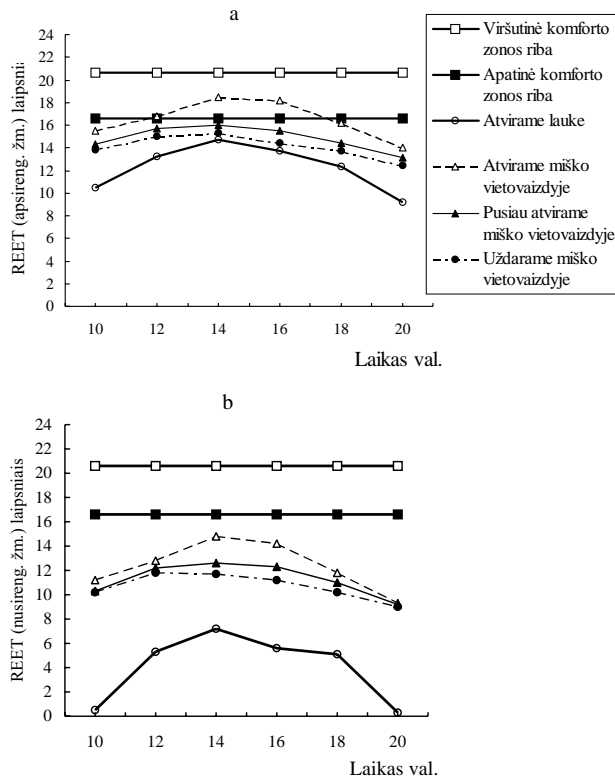 a
REET (apsireng. žm.) laipsni
24
22
20
18
16
14
12
10
8
6
4
2
0
10 12 14 16 18 20
Laikas val.
Viršutinė komforto
zonos riba
Apatinė komforto
zonos riba
Atvirame lauke
Atvirame miško
vietovaizdyje
Pusiau atvirame
miško vietovaizdyje
Uždarame miško
vietovaizdyje
b
REET (nusireng. žm.) laipsniais
24
22
20
18
16
14
12
10
8
6
4
2
0
10 12 14 16 18 20
Laikas val.